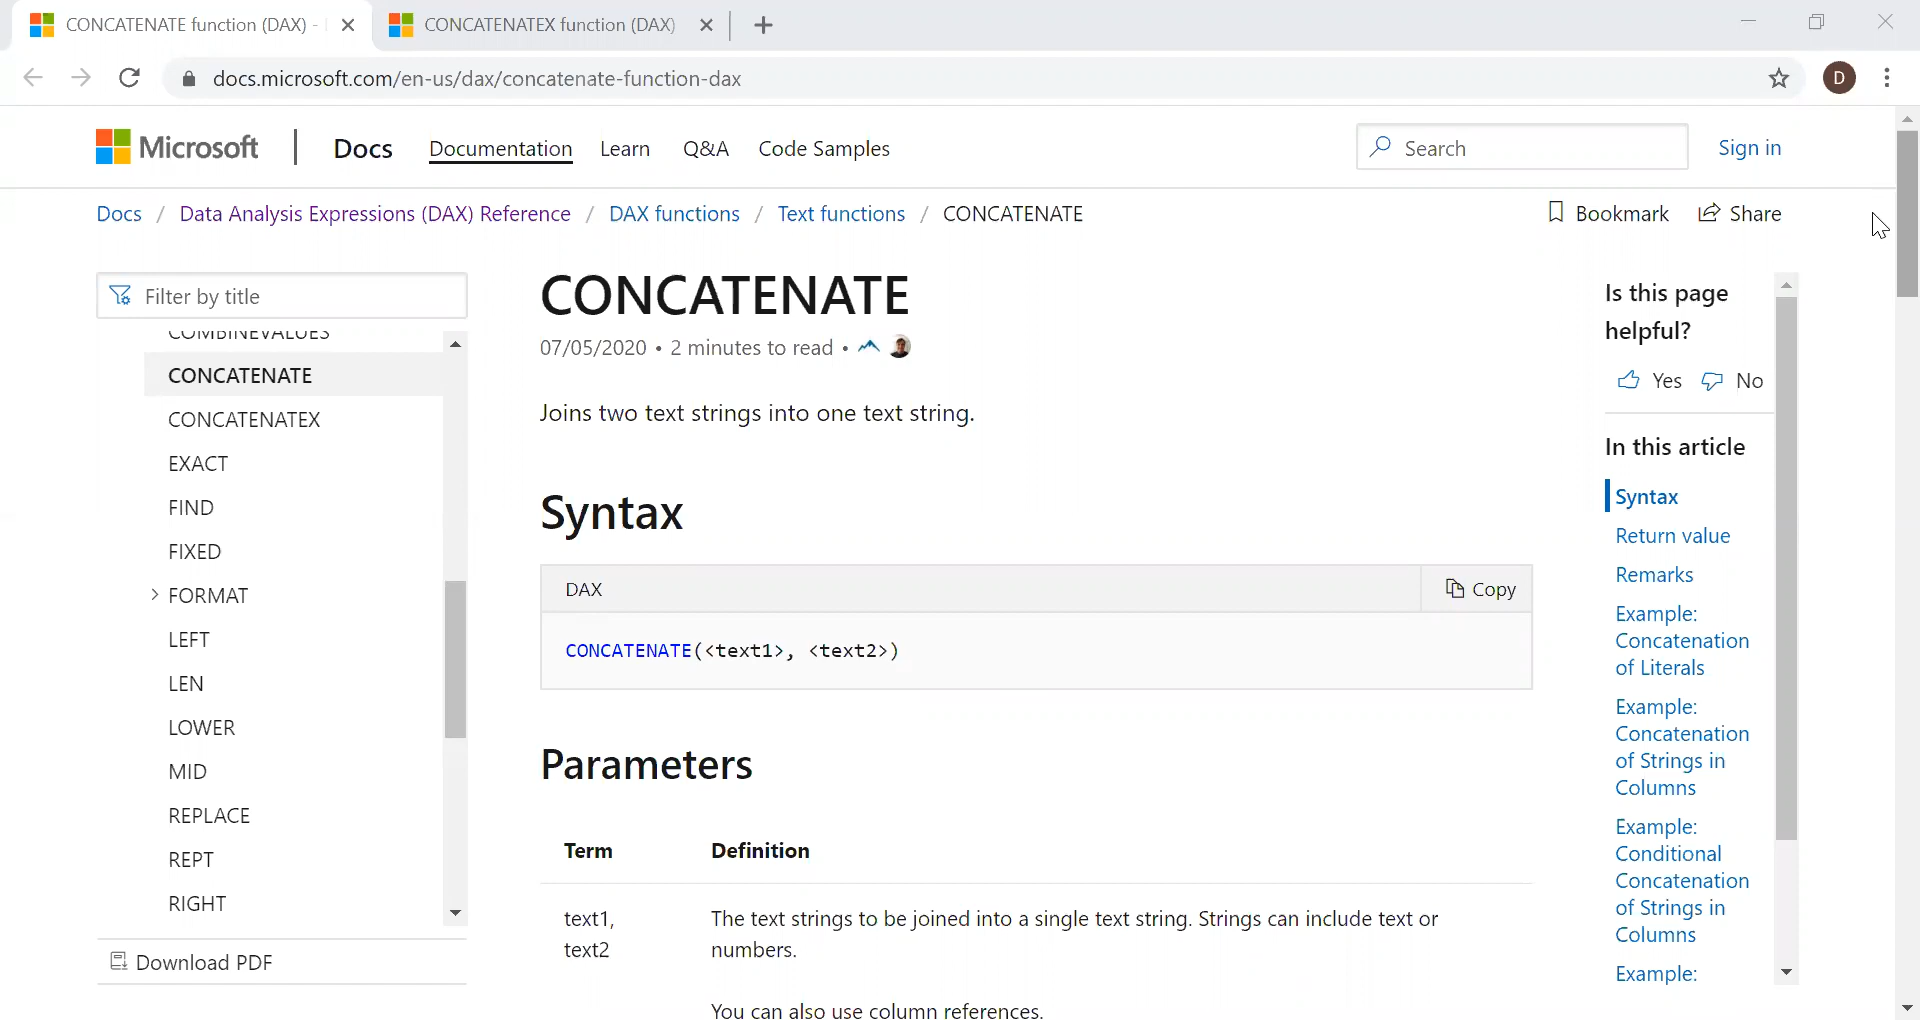 CONCATENATE function (DAX) -
CONCATENATEX function (DAX)
docs.microsoft.com/en-us/dax/concatenate-function-dax
D
Microsoft
Docs
Documentation
Learn
Q&A
Code Samples
Search
Sign in
Docs / Data Analysis Expressions (DAX) Reference / DAX functions / Text functions / CONCATENATE
Bookmark
Share
Filter by title
COMBINEVALUES
CONCATENATE
CONCATENATEX
EXACT
FIND
FIXED
FORMAT
LEFT
LEN
LOWER
MID
REPLACE
REPT
RIGHT
Download PDF
CONCATENATE
07/05/2020 • 2 minutes to read •
Joins two text strings into one text string.
Syntax
DAX
Copy
CONCATENATE(<text1>, <text2>)
Parameters
Term Definition
text1,
text2
The text strings to be joined into a single text string. Strings can include text or
numbers.
You can also use column references.
Is this page
helpful?
Yes
No
In this article
Syntax
Return value
Remarks
Example:
Concatenation
of Literals
Example:
Concatenation
of Strings in
Columns
Example:
Conditional
Concatenation
of Strings in
Columns
Example: